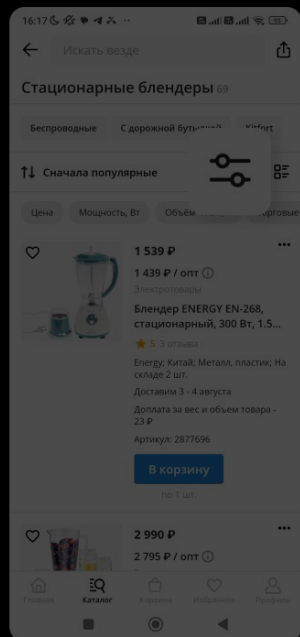 16:17
Искать везде
Стационарные блендеры 69
Беспроводные
С дорожной бутылкой
Kitfort
Сначала популярные
Цена
Мощность, Вт
1 539 ₽
1 439 ₽ / опт
Электротовары
Блендер ENERGY EN-268,
стационарный, 300 Вт, 1.5...
5 3 отзыва
Energy; Китай; Металл, пластик; На
складе 2 шт.
Доставим 3 - 4 августа
Доплата за вес и объем товара -
23 ₽
Артикул: 2877696
В корзину
по 1 шт.
2 990 ₽
2 795 ₽ / опт
Главная
Каталог
Корзина
Избранное
Профиль